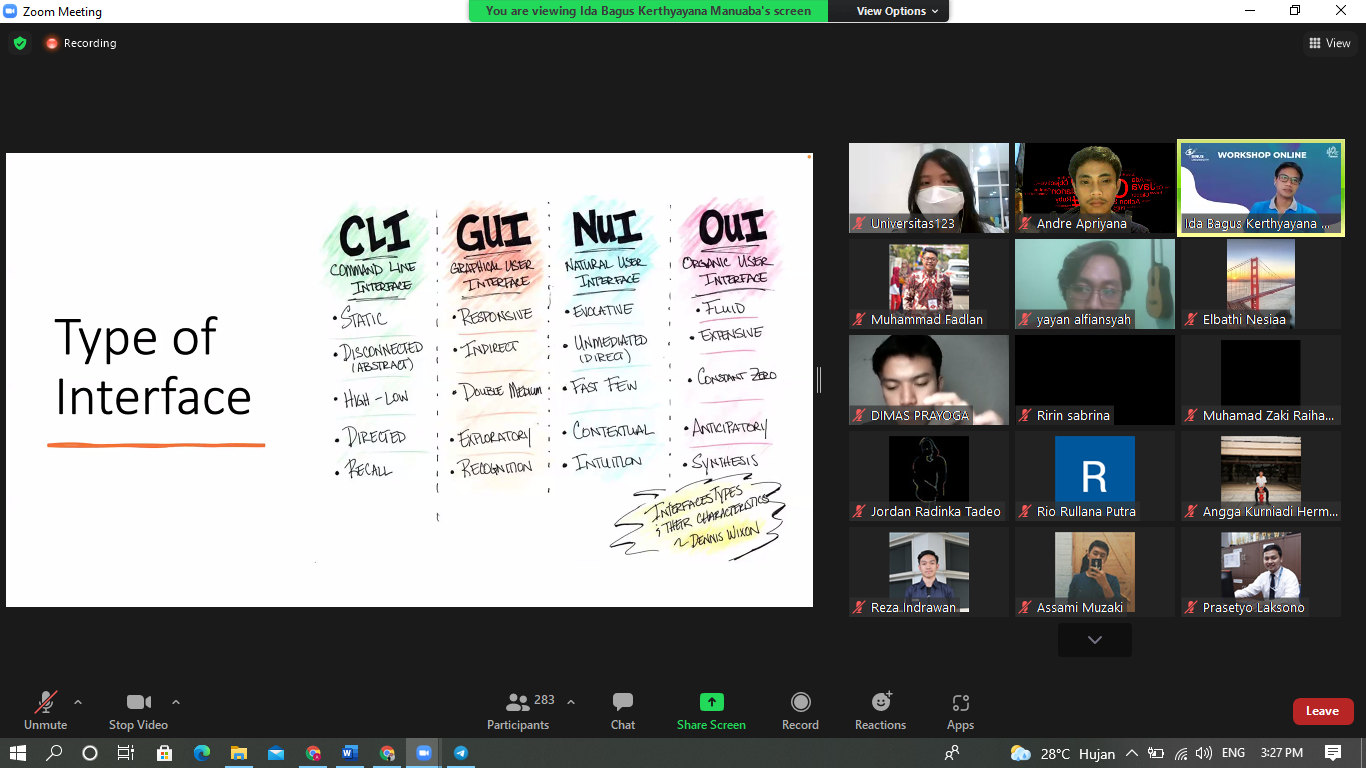 Zoom Meeting
You are viewing Ida Bagus Kerthyayana Manuaba's screen
View Options
Recording
View
Type of
Interface
CLI
COMMAND LINE
INTERFACE
• STATIC
• DISCONNECTED
(ABSTRACT)
• HIGH-LOW
• DIRECTED
• RECALL
GUI
GRAPHICAL USER
INTERFACE
• RESPONSIVE
• INDIRECT
• DOUBLE MEDIUM
• EXPLORATORY
• RECOGNITION
NUI
NATURAL USER
INTERFACE
• EVOCATIVE
• UNMEDIATED
(DIRECT)
• FAST FEW
• CONTEXTUAL
• INTUITION
OUI
ORGANIC USER
INTERFACE
• FLUID
• EXTENSIVE
• CONSTANT ZERO
• ANTICIPATORY
• SYNTHESIS
INTERFACES TYPES
& THEIR CHARACTERISTICS
~ DENNIS WIXON
Universitas123
Andre Apriyana
WORKSHOP ONLINE
Ida Bagus Kerthyayana ...
Muhammad Fadlan
yayan alfiansyah
Elbathi Nesiaa
DIMAS PRAYOGA
Ririn sabrina
Muhamad Zaki Raiha...
Jordan Radinka Tadeo
R
Rio Rullana Putra
Angga Kurniadi Herm...
Reza Indrawan
Assami Muzaki
Prasetyo Laksono
Unmute
Stop Video
283
Participants
Chat
Share Screen
Record
Reactions
Apps
Leave
28°C Hujan
ENG
3:27 PM